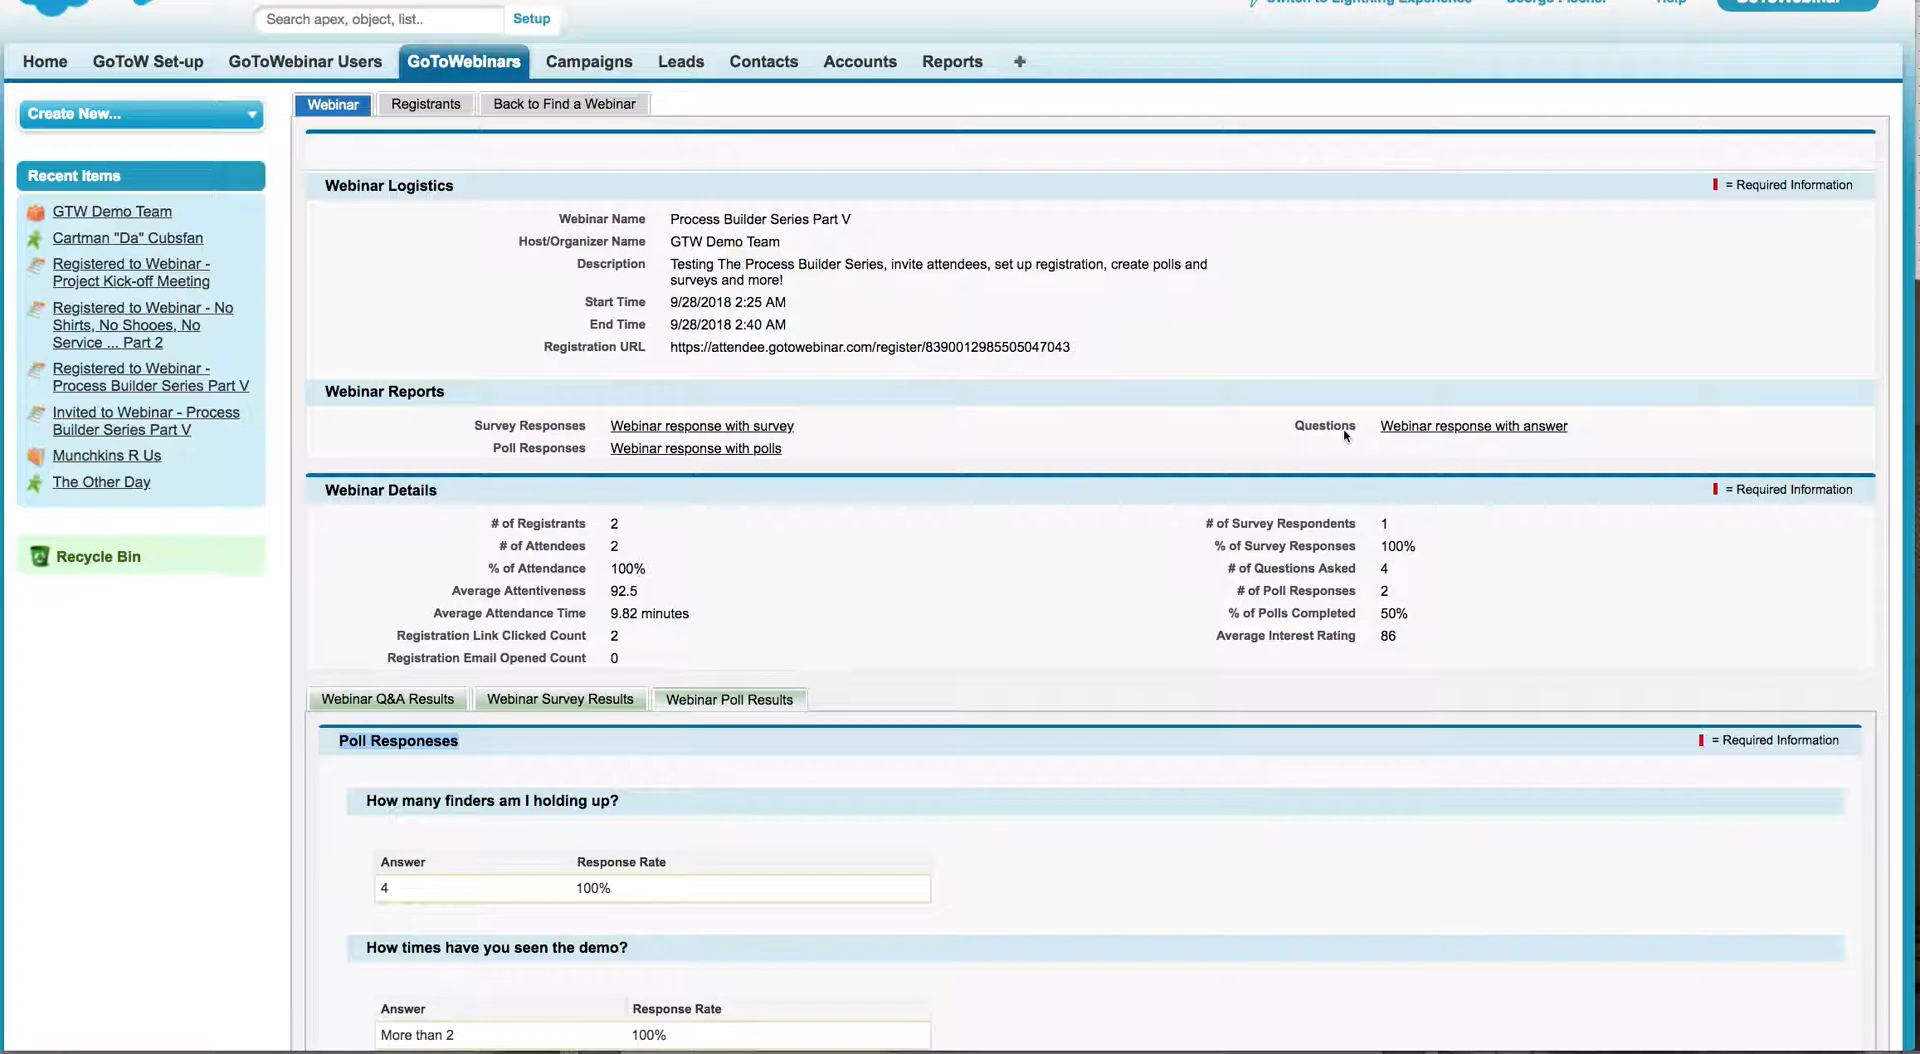 Search apex, object, list..
Setup
Switch to Lightning Experience
Help
GoToWebinar
Home
GoToW Set-up
GoToWebinar Users
GoToWebinars
Campaigns
Leads
Contacts
Accounts
Reports
+
Create New...
Recent Items
GTW Demo Team
Cartman "Da" Cubsfan
Registered to Webinar -
Project Kick-off Meeting
Registered to Webinar - No
Shirts, No Shooes, No
Service ... Part 2
Registered to Webinar -
Process Builder Series Part V
Invited to Webinar - Process
Builder Series Part V
Munchkins R Us
The Other Day
Recycle Bin
Webinar
Registrants
Back to Find a Webinar
Webinar Logistics
= Required Information
Webinar Name Process Builder Series Part V
Host/Organizer Name GTW Demo Team
Description Testing The Process Builder Series, invite attendees, set up registration, create polls and
surveys and more!
Start Time 9/28/2018 2:25 AM
End Time 9/28/2018 2:40 AM
Registration URL https://attendee.gotowebinar.com/register/8390012985505047043
Webinar Reports
Survey Responses Webinar response with survey
Questions Webinar response with answer
Poll Responses Webinar response with polls
Webinar Details
= Required Information
# of Registrants 2
# of Survey Respondents 1
# of Attendees 2
% of Survey Responses 100%
% of Attendance 100%
# of Questions Asked 4
Average Attentiveness 92.5
# of Poll Responses 2
Average Attendance Time 9.82 minutes
% of Polls Completed 50%
Registration Link Clicked Count 2
Average Interest Rating 86
Registration Email Opened Count 0
Webinar Q&A Results
Webinar Survey Results
Webinar Poll Results
Poll Responeses
= Required Information
How many finders am I holding up?
Answer Response Rate
4 100%
How times have you seen the demo?
Answer Response Rate
More than 2 100%